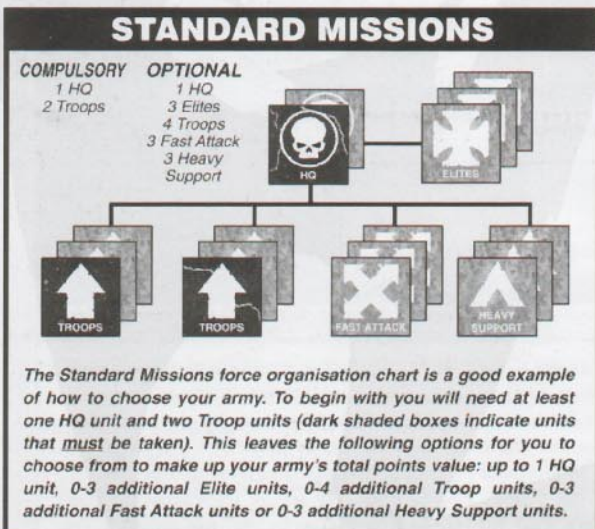 STANDARD MISSIONS
COMPULSORY
1 HQ
2 Troops
OPTIONAL
1 HQ
3 Elites
4 Troops
3 Fast Attack
3 Heavy
Support
HQ
ELITES
TROOPS
TROOPS
FAST ATTACK
HEAVY
SUPPORT
The Standard Missions force organisation chart is a good example
of how to choose your army. To begin with you will need at least
one HQ unit and two Troop units (dark shaded boxes indicate units
that must be taken). This leaves the following options for you to
choose from to make up your army's total points value: up to 1 HQ
unit, 0-3 additional Elite units, 0-4 additional Troop units, 0-3
additional Fast Attack units or 0-3 additional Heavy Support units.